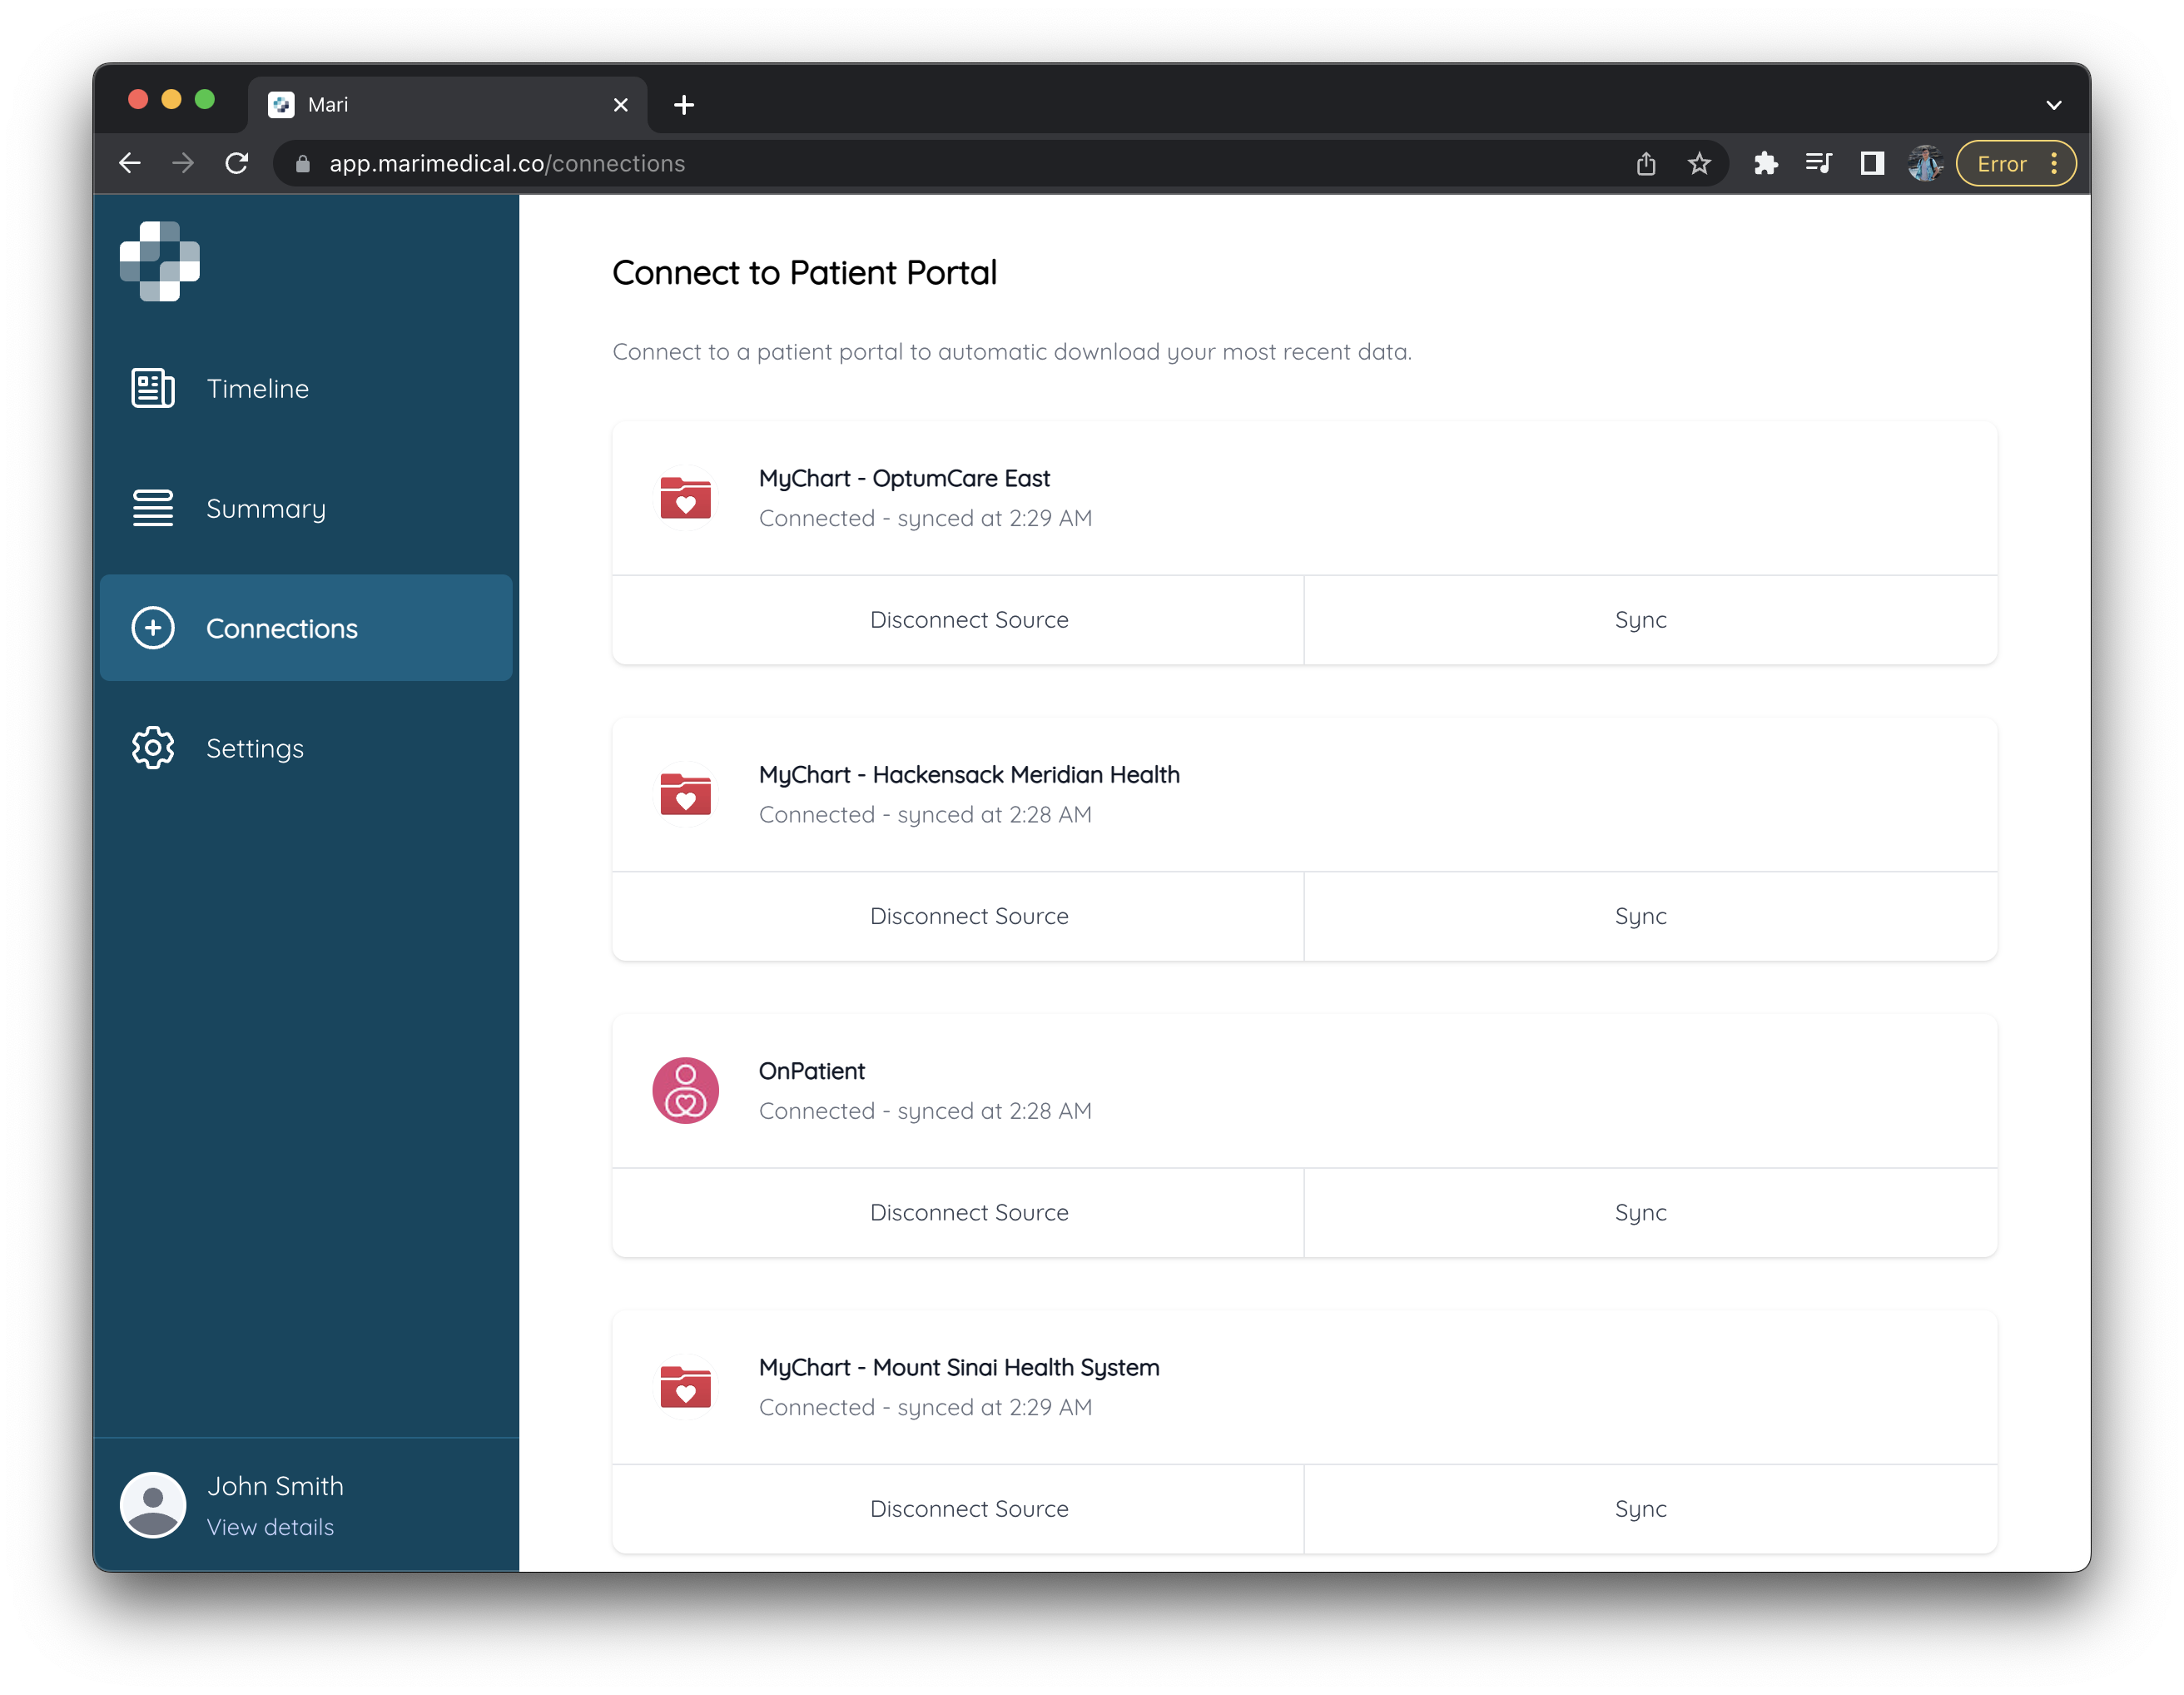 Mari
app.marimedical.co/connections
Error
Timeline
Summary
Connections
Settings
John Smith
View details
Connect to Patient Portal
Connect to a patient portal to automatic download your most recent data.
MyChart - OptumCare East
Connected - synced at 2:29 AM
Disconnect Source
Sync
MyChart - Hackensack Meridian Health
Connected - synced at 2:28 AM
Disconnect Source
Sync
OnPatient
Connected - synced at 2:28 AM
Disconnect Source
Sync
MyChart - Mount Sinai Health System
Connected - synced at 2:29 AM
Disconnect Source
Sync